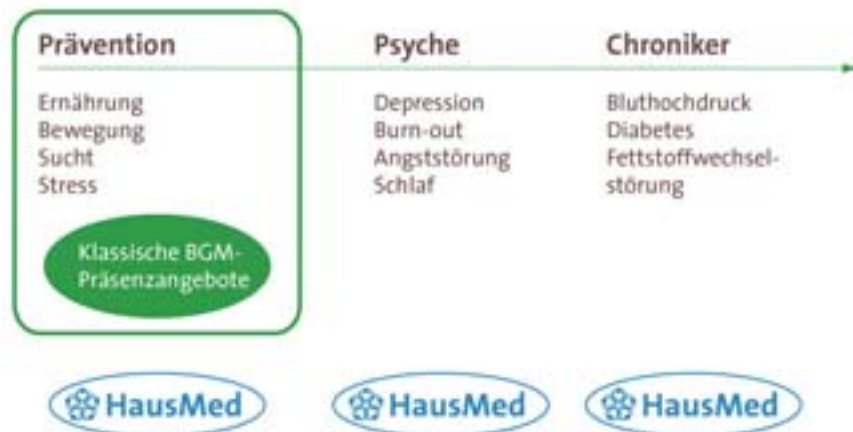 Prävention
Ernährung
Bewegung
Sucht
Stress
Klassische BGM-
Präsenzangebote
Psyche
Depression
Burn-out
Angststörung
Schlaf
Chroniker
Bluthochdruck
Diabetes
Fettstoffwechsel-
störung
HausMed
HausMed
HausMed